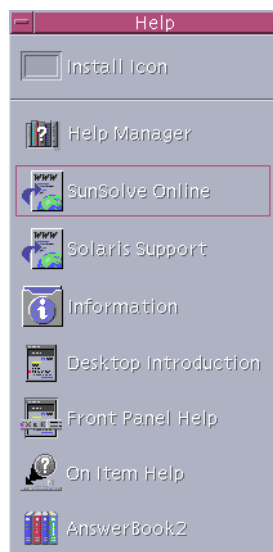 Help
Install Icon
Help Manager
SunSolve Online
Solaris Support
Information
Desktop Introduction
Front Panel Help
On Item Help
AnswerBook2